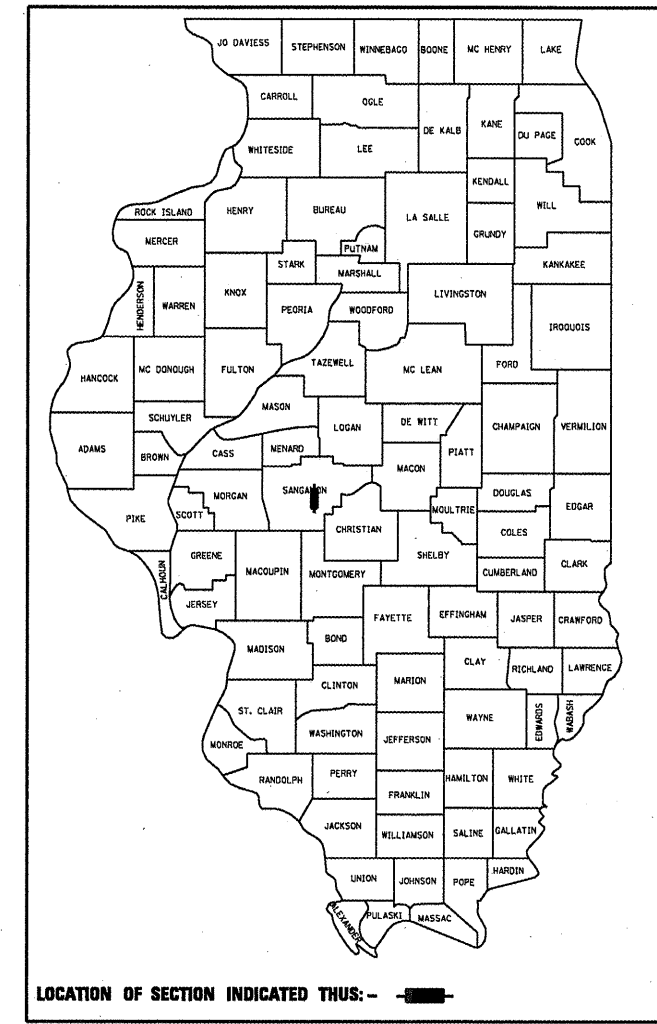 JO DAVIESS STEPHENSON WINNEBAGO BOONE MC HENRY LAKE
CARROLL OGLE DE KALB KANE DU PAGE COOK
WHITESIDE LEE
KENDALL WILL
ROCK ISLAND HENRY BUREAU LA SALLE GRUNDY
MERCER PUTNAM
STARK MARSHALL KANKAKEE
HENDERSON WARREN KNOX PEORIA WOODFORD LIVINGSTON IROQUOIS
HANCOCK MC DONOUGH FULTON TAZEWELL MC LEAN FORD
MASON
SCHUYLER LOGAN DE WITT CHAMPAIGN VERMILION
ADAMS BROWN CASS MENARD PIATT
MACON
MORGAN SANGAMON DOUGLAS
PIKE SCOTT CHRISTIAN MOULTRIE COLES EDGAR
GREENE MACOUPIN MONTGOMERY SHELBY
CALHOUN CUMBERLAND CLARK
JERSEY FAYETTE EFFINGHAM JASPER CRAWFORD
MADISON BOND
CLAY RICHLAND LAWRENCE
CLINTON MARION
ST. CLAIR WAYNE EDWARDS WABASH
MONROE WASHINGTON JEFFERSON
RANDOLPH PERRY HAMILTON WHITE
FRANKLIN
JACKSON WILLIAMSON SALINE GALLATIN
UNION JOHNSON POPE HARDIN
ALEXANDER PULASKI MASSAC
LOCATION OF SECTION INDICATED THUS:-